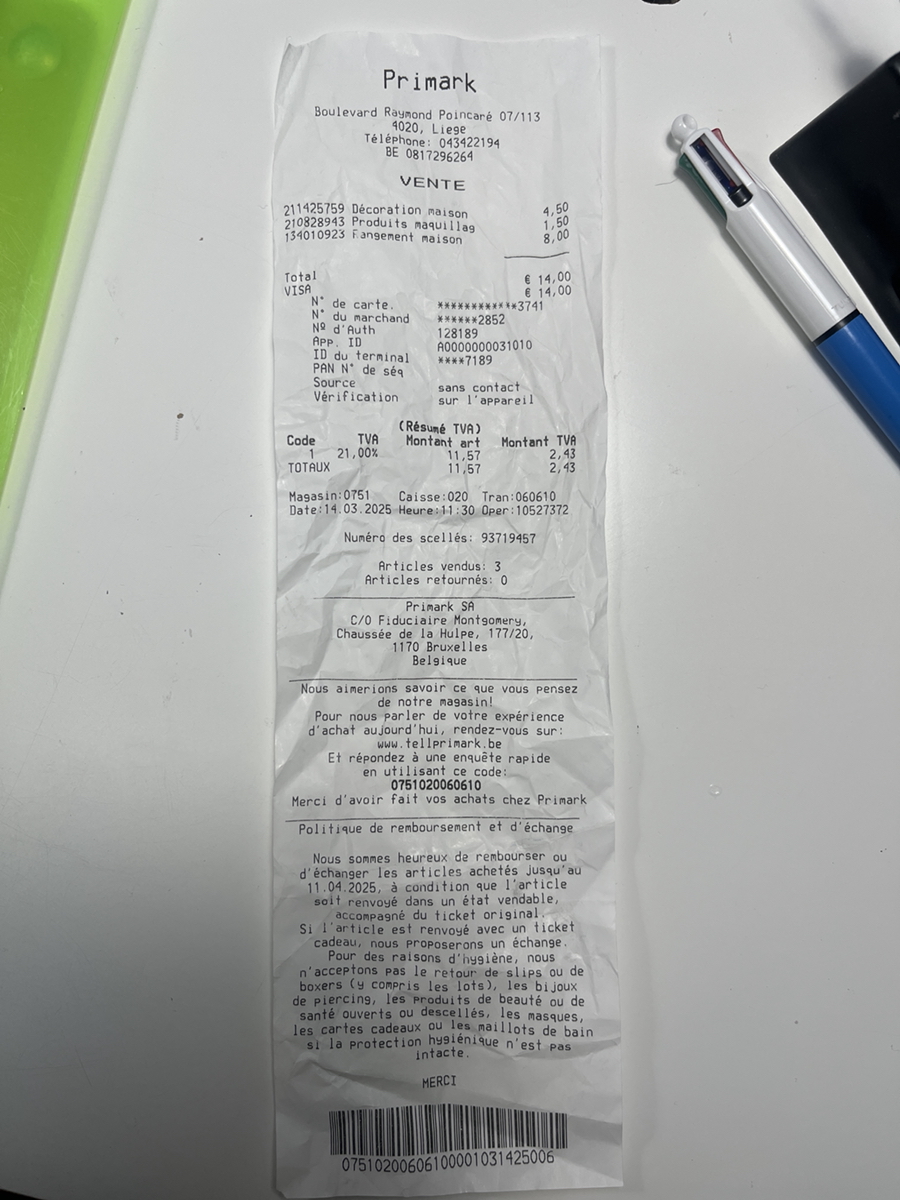 Primark
Boulevard Raymond Poincaré 07/113
4020, Liege
Téléphone: 043422194
BE 0817296264
VENTE
211425759 Décoration maison 4,50
210828943 Produits maquillag 1,50
134010923 Fangement maison 8,00
Total € 14,00
VISA € 14,00
N° de carte. ************3741
N° du marchand ******2852
Nº d'Auth 128189
App. ID A0000000031010
ID du terminal ****7189
PAN N° de séq
Source sans contact
Vérification sur l'appareil
(Résumé TVA)
Code TVA Montant art Montant TVA
1 21,00% 11,57 2,43
TOTAUX 11,57 2,43
Magasin:0751 Caisse:020 Tran:060610
Date:14.03.2025 Heure:11:30 Oper:10527372
Numéro des scellés: 93719457
Articles vendus: 3
Articles retournés: 0
Primark SA
C/O Fiduciaire Montgomery,
Chaussée de la Hulpe, 177/20,
1170 Bruxelles
Belgique
Nous aimerions savoir ce que vous pensez
de notre magasin!
Pour nous parler de votre expérience
d'achat aujourd'hui, rendez-vous sur:
www.tellprimark.be
Et répondez à une enquête rapide
en utilisant ce code:
0751020060610
Merci d'avoir fait vos achats chez Primark
Politique de remboursement et d'échange
Nous sommes heureux de rembourser ou
d'échanger les articles achetés jusqu'au
11.04.2025, à condition que l'article
soit renvoyé dans un état vendable,
accompagné du ticket original.
Si l'article est renvoyé avec un ticket
cadeau, nous proposerons un échange.
Pour des raisons d'hygiène, nous
n'acceptons pas le retour de slips ou de
boxers (y compris les lots), les bijoux
de piercing, les produits de beauté ou de
santé ouverts ou descellés, les masques,
les cartes cadeaux ou les maillots de bain
si la protection hygiénique n'est pas
intacte.
MERCI
07510200606100001031425006